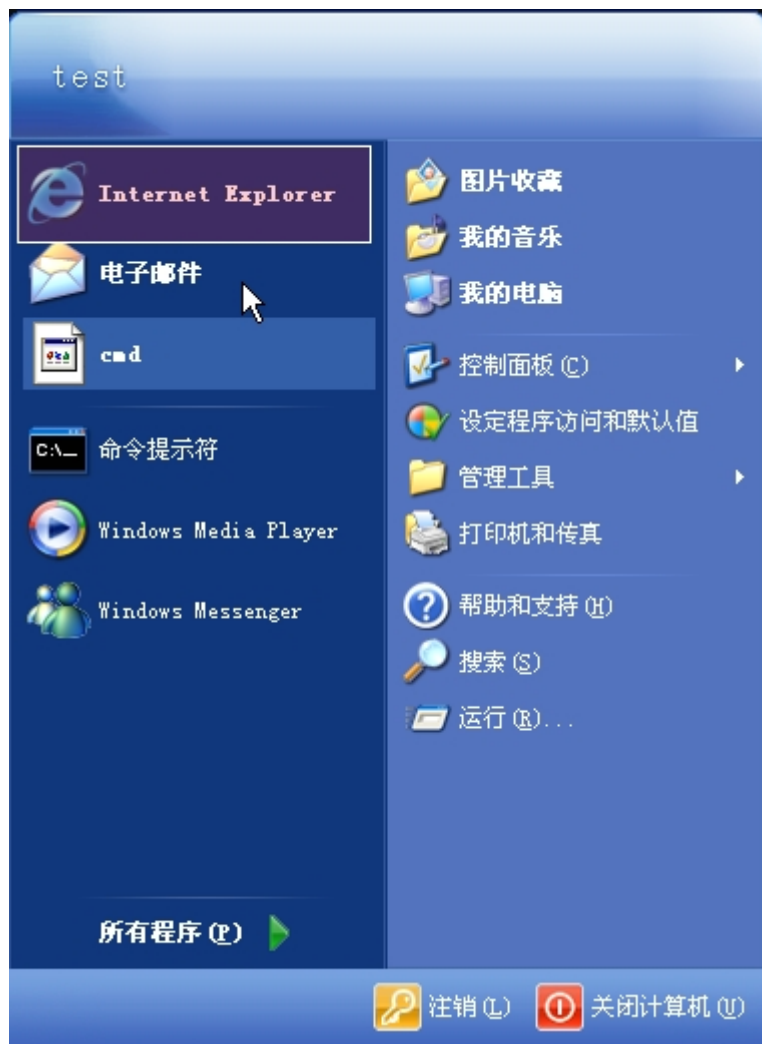 test
Internet Explorer
电子邮件
cmd
命令提示符
C:\_
Windows Media Player
Windows Messenger
所有程序(P)
图片收藏
我的音乐
我的电脑
控制面板(C)
设定程序访问和默认值
管理工具
打印机和传真
帮助和支持(H)
搜索(S)
运行(R)...
注销(L)
关闭计算机(U)